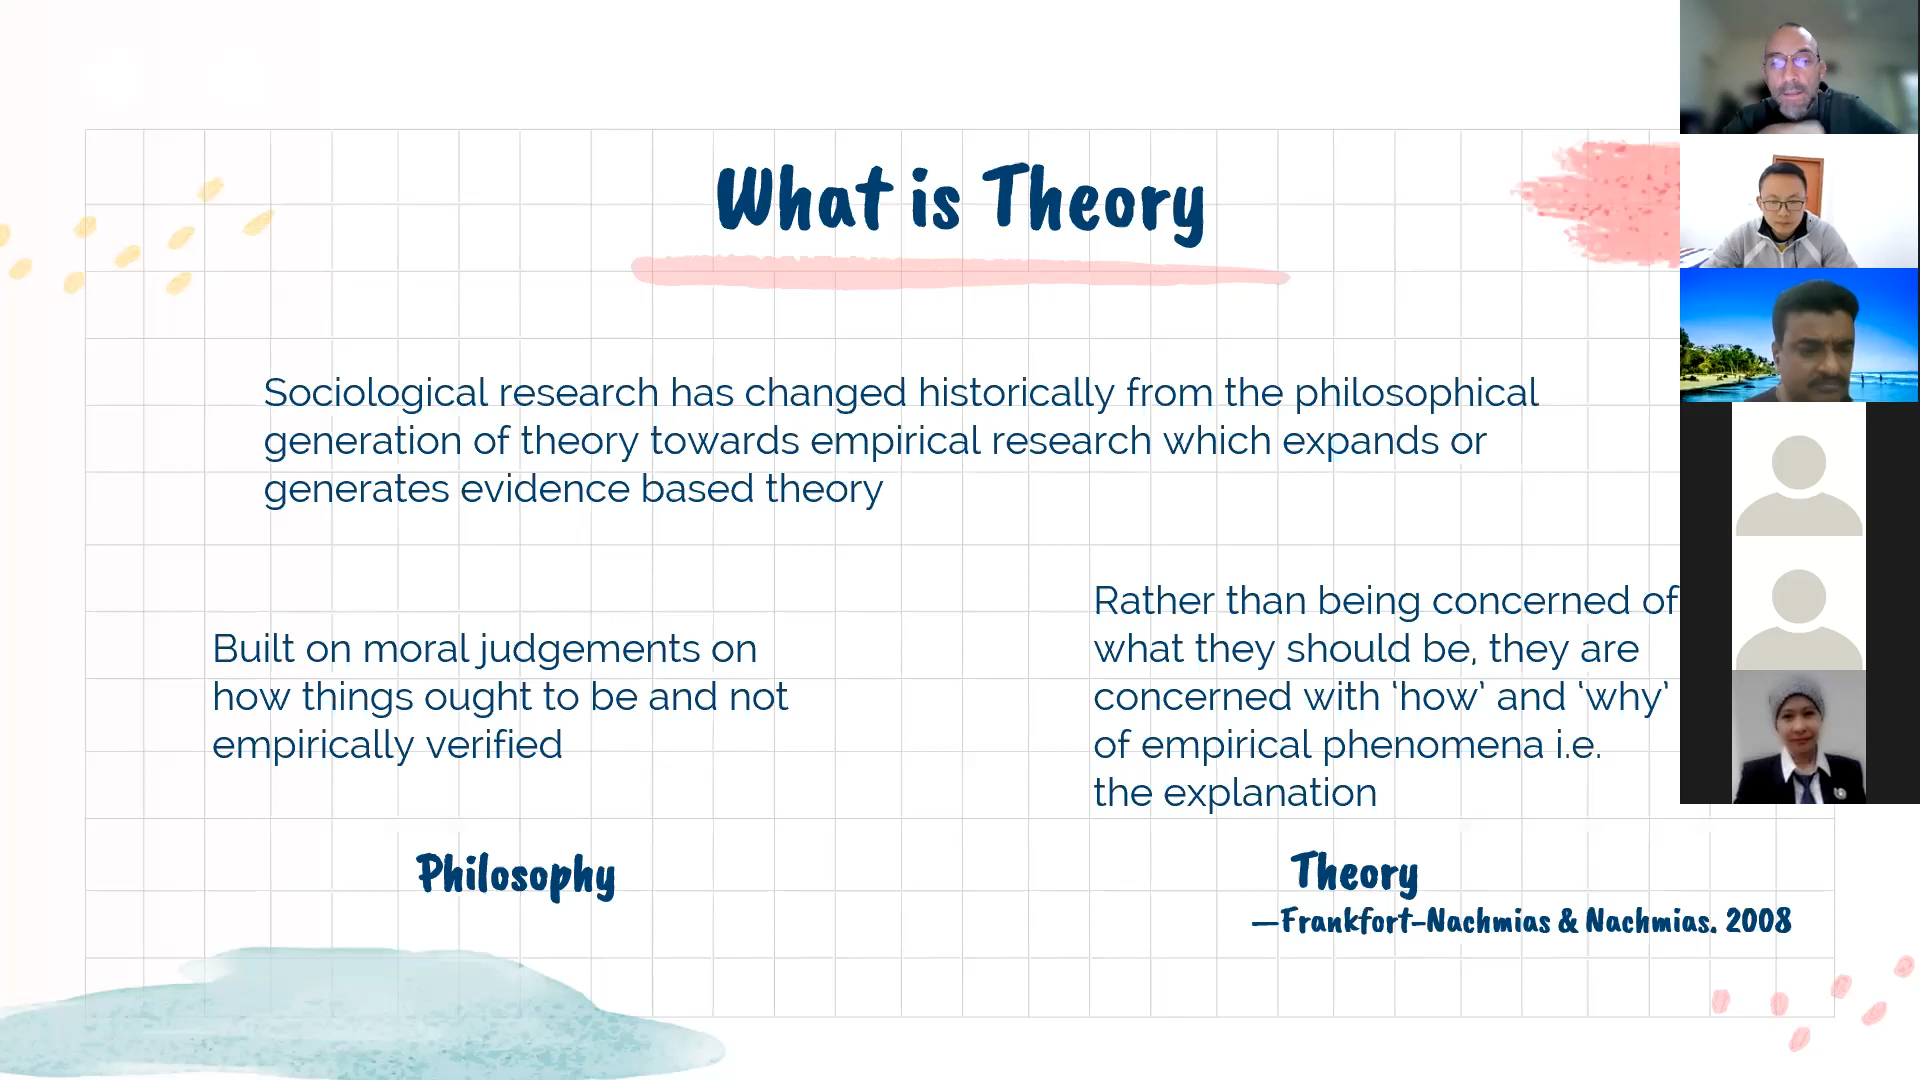 What is Theory
Sociological research has changed historically from the philosophical
generation of theory towards empirical research which expands or
generates evidence based theory
Built on moral judgements on
how things ought to be and not
empirically verified
Philosophy
Rather than being concerned of
what they should be, they are
concerned with ‘how’ and ‘why’
of empirical phenomena i.e.
the explanation
Theory
—Frankfort-Nachmias & Nachmias. 2008